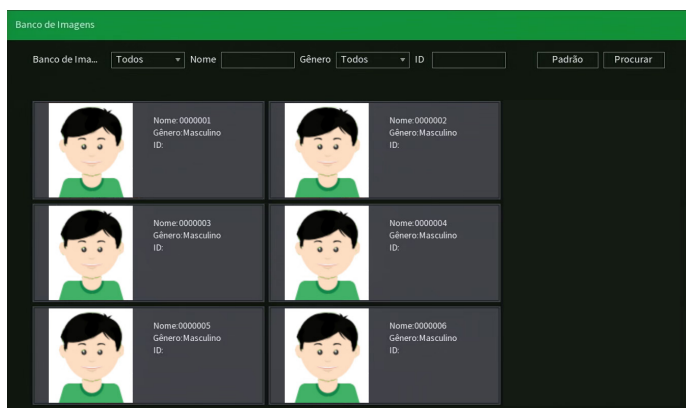 Banco de Imagens
Banco de Ima... Todos Nome Gênero Todos ID Padrão Procurar
Nome:0000001
Gênero:Masculino
ID:
Nome:0000002
Gênero:Masculino
ID:
Nome:0000003
Gênero:Masculino
ID:
Nome:0000004
Gênero:Masculino
ID:
Nome:0000005
Gênero:Masculino
ID:
Nome:0000006
Gênero:Masculino
ID: